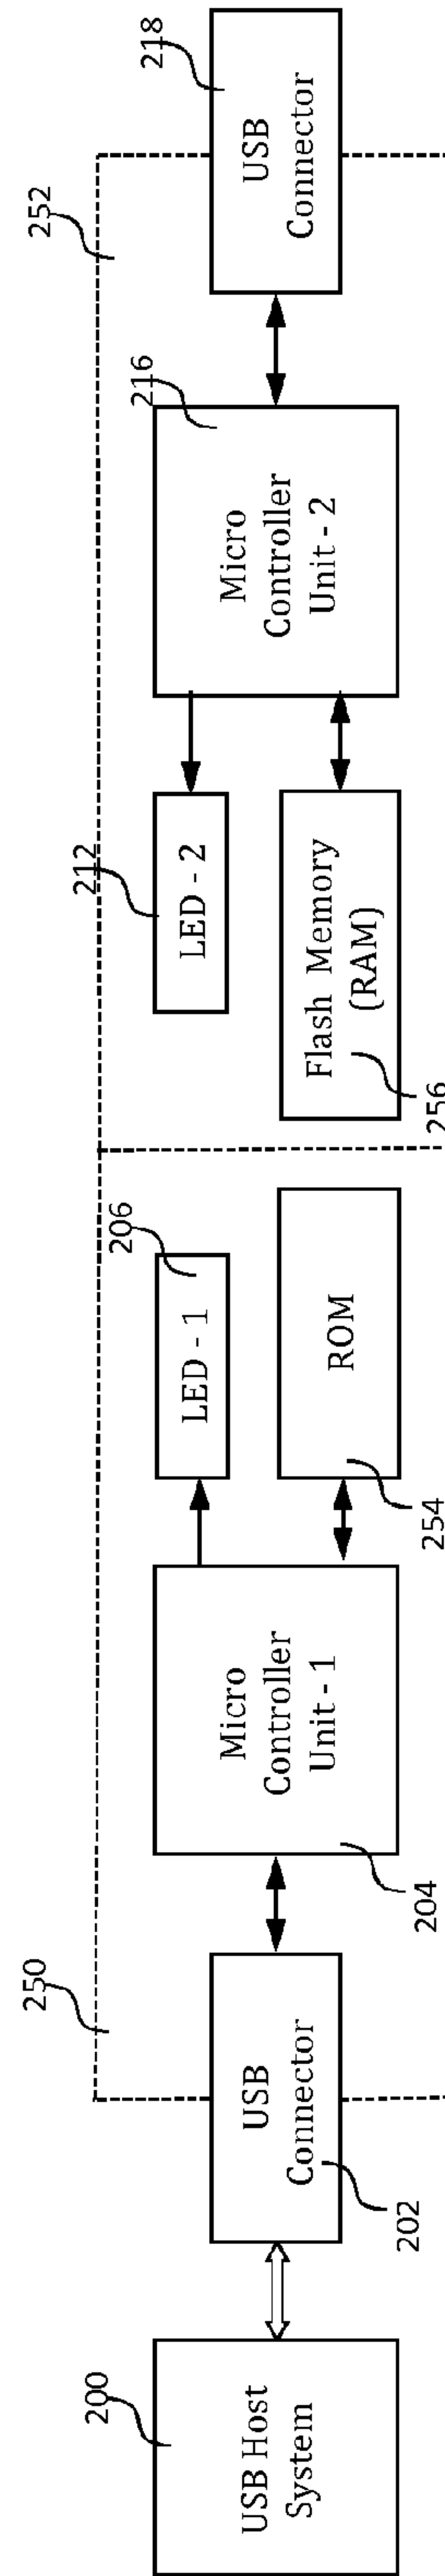 200
USB Host
System
USB
Connector
202
250
Micro
Controller
Unit - 1
204
LED - 1
206
ROM
254
252
LED - 2
212
Flash Memory
(RAM)
256
Micro
Controller
Unit - 2
216
USB
Connector
218